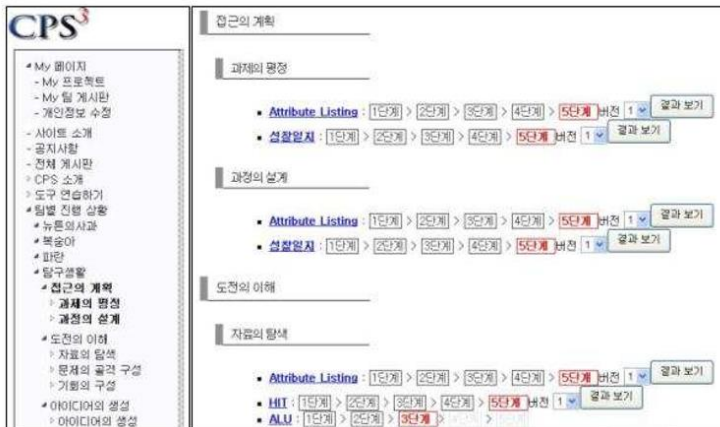 CPS3
My 페이지
- My 프로젝트
- My 팀 게시판
- 개인정보 수정
- 사이트 소개
- 공지사항
- 전체 게시판
CPS 소개
도구 연습하기
팀별 진행 상황
뉴튼의사과
복숭아
파란
탐구생활
접근의 계획
과제의 평정
과정의 설계
도전의 이해
자료의 탐색
문제의 골격 구성
기회의 구성
아이디어의 생성
아이디어의 생성
접근의 계획
과제의 평정
Attribute Listing : 1단계 > 2단계 > 3단계 > 4단계 > 5단계 버전 1 결과 보기
성찰일지 : 1단계 > 2단계 > 3단계 > 4단계 > 5단계 버전 1 결과 보기
과정의 설계
Attribute Listing : 1단계 > 2단계 > 3단계 > 4단계 > 5단계 버전 1 결과 보기
성찰일지 : 1단계 > 2단계 > 3단계 > 4단계 > 5단계 버전 1 결과 보기
도전의 이해
자료의 탐색
Attribute Listing : 1단계 > 2단계 > 3단계 > 4단계 > 5단계 버전 1 결과 보기
HIT : 1단계 > 2단계 > 3단계 > 4단계 > 5단계 버전 1 결과 보기
ALU : 1단계 > 2단계 > 3단계 > 4단계 > 5단계